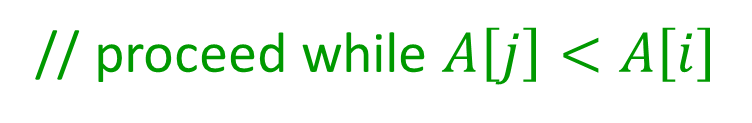 // proceed while A[j] < A[i]